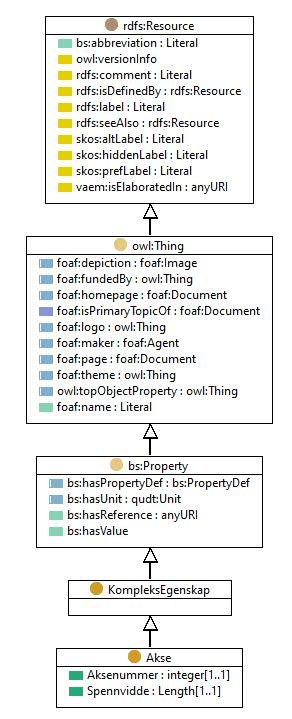 rdfs:Resource
bs:abbreviation : Literal
owl:versionInfo
rdfs:comment : Literal
rdfs:isDefinedBy : rdfs:Resource
rdfs:label : Literal
rdfs:seeAlso : rdfs:Resource
skos:altLabel : Literal
skos:hiddenLabel : Literal
skos:prefLabel : Literal
vaem:isElaboratedIn : anyURI
owl:Thing
foaf:depiction : foaf:Image
foaf:fundedBy : owl:Thing
foaf:homepage : foaf:Document
foaf:isPrimaryTopicOf : foaf:Document
foaf:logo : owl:Thing
foaf:maker : foaf:Agent
foaf:page : foaf:Document
foaf:theme : owl:Thing
owl:topObjectProperty : owl:Thing
foaf:name : Literal
bs:Property
bs:hasPropertyDef : bs:PropertyDef
bs:hasUnit : qudt:Unit
bs:hasReference : anyURI
bs:hasValue
KompleksEgenskap
Akse
Aksenummer : integer[1..1]
Spennvidde : Length[1..1]